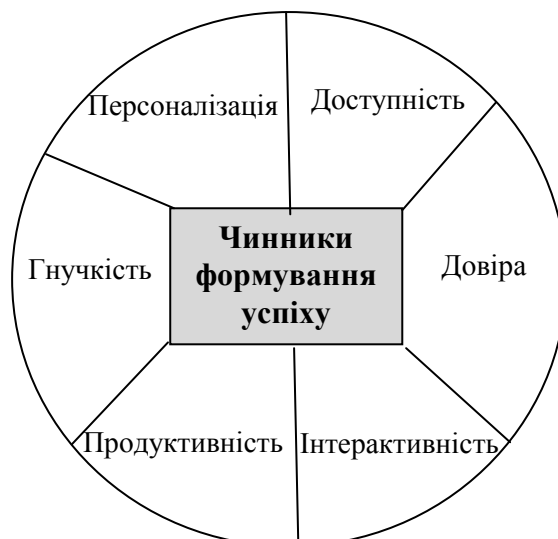 Персоналізація
Доступність
Гнучкість
Чинники
формування
успіху
Довіра
Продуктивність
Інтерактивність